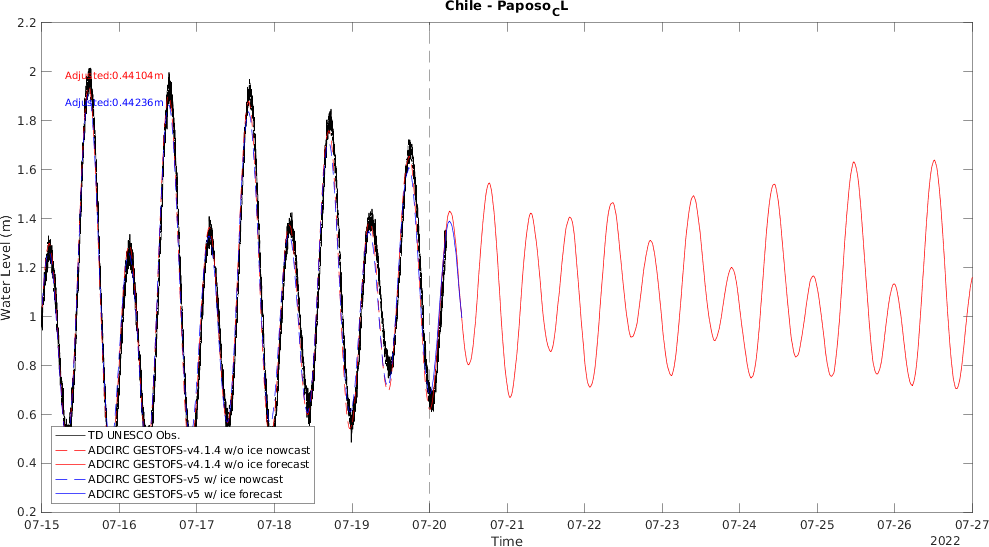 Chile - Paposo_CL
Water Level (m)
2.2
2
1.8
1.6
1.4
1.2
1
0.8
0.6
0.4
0.2
Adjusted:0.44104m
Adjusted:0.44236m
TD UNESCO Obs.
ADCIRC GESTOFS-v4.1.4 w/o ice nowcast
ADCIRC GESTOFS-v4.1.4 w/o ice forecast
ADCIRC GESTOFS-v5 w/ ice nowcast
ADCIRC GESTOFS-v5 w/ ice forecast
07-15 07-16 07-17 07-18 07-19 07-20 07-21 07-22 07-23 07-24 07-25 07-26 07-27
Time
2022